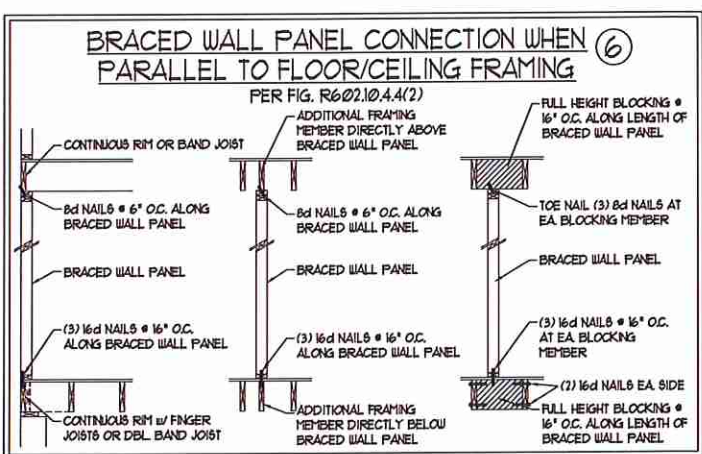 BRACED WALL PANEL CONNECTION WHEN
PARALLEL TO FLOOR/CEILING FRAMING
6
PER FIG. R602.10.4.4(2)
CONTINUOUS RIM OR BAND JOIST
8d NAILS @ 6" O.C. ALONG
BRACED WALL PANEL
BRACED WALL PANEL
(3) 16d NAILS @ 16" O.C.
ALONG BRACED WALL PANEL
CONTINUOUS RIM w/ FINGER
JOISTS OR DBL. BAND JOIST
ADDITIONAL FRAMING
MEMBER DIRECTLY ABOVE
BRACED WALL PANEL
8d NAILS @ 6" O.C. ALONG
BRACED WALL PANEL
BRACED WALL PANEL
(3) 16d NAILS @ 16" O.C.
ALONG BRACED WALL PANEL
ADDITIONAL FRAMING
MEMBER DIRECTLY BELOW
BRACED WALL PANEL
FULL HEIGHT BLOCKING @
16" O.C. ALONG LENGTH OF
BRACED WALL PANEL
TOE NAIL (3) 8d NAILS AT
EA. BLOCKING MEMBER
BRACED WALL PANEL
(3) 16d NAILS @ 16" O.C.
AT EA. BLOCKING
MEMBER
(2) 16d NAILS EA. SIDE
FULL HEIGHT BLOCKING @
16" O.C. ALONG LENGTH OF
BRACED WALL PANEL